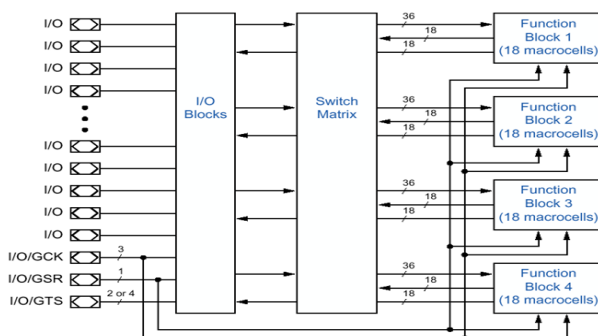 I/O
I/O
I/O
I/O
I/O
I/O
I/O
I/O
I/O
I/O/GCK
3
I/O/GSR
1
I/O/GTS
2 or 4
I/O
Blocks
Switch
Matrix
36
18
18
Function
Block 1
(18 macrocells)
36
18
18
Function
Block 2
(18 macrocells)
36
18
18
Function
Block 3
(18 macrocells)
36
18
18
Function
Block 4
(18 macrocells)